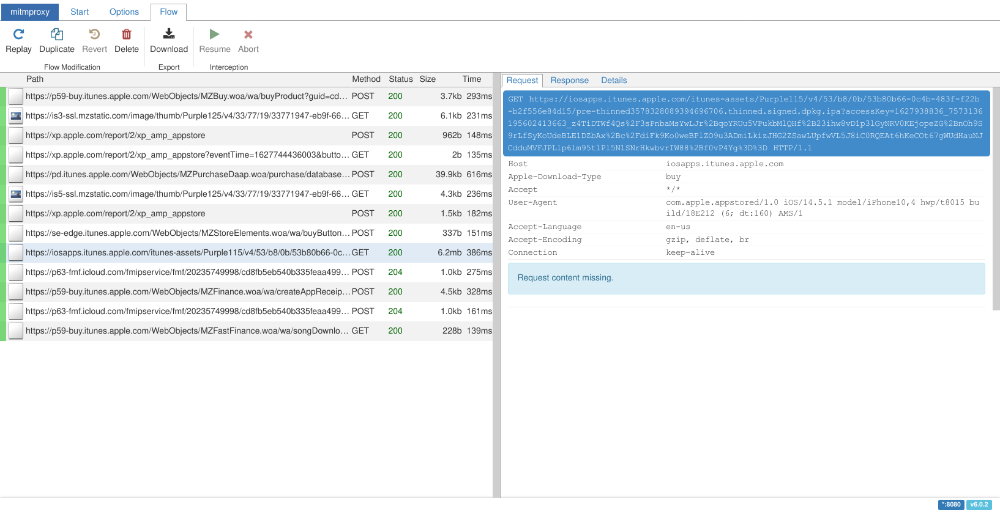 mitmproxy Start Options Flow
Replay Duplicate Revert Delete Download Resume Abort
Flow Modification Export Interception
Path Method Status Size Time
https://p59-buy.itunes.apple.com/WebObjects/MZBuy.woa/wa/buyProduct?guid=cd... POST 200 3.7kb 293ms
https://is3-ssl.mzstatic.com/image/thumb/Purple125/v4/33/77/19/33771947-eb9f-66... GET 200 6.1kb 231ms
https://xp.apple.com/report/2/xp_amp_appstore POST 200 962b 148ms
https://xp.apple.com/xp_amp_appstore?eventTime=1627744436003&butto... GET 200 2b 135ms
https://pd.itunes.apple.com/WebObjects/MZPurchaseDaap.woa/purchase/database... POST 200 39.9kb 616ms
https://is5-ssl.mzstatic.com/image/thumb/Purple125/v4/33/77/19/33771947-eb9f-66... GET 200 4.3kb 236ms
https://xp.apple.com/report/2/xp_amp_appstore POST 200 1.5kb 182ms
https://se-edge.itunes.apple.com/WebObjects/MZStoreElements.woa/wa/buyButton... POST 200 337b 151ms
https://iosapps.itunes.apple.com/itunes-assets/Purple115/v4/53/b8/0b/53b80b66-0c... GET 200 6.2mb 386ms
https://p63-fmf.icloud.com/fmipservice/fmf/20235749998/cd8fb5eb540b335feaa499... POST 204 1.0kb 275ms
https://p59-buy.itunes.apple.com/WebObjects/MZFinance.woa/wa/createAppReceip... POST 200 4.5kb 328ms
https://p63-fmf.icloud.com/fmipservice/fmf/20235749998/cd8fb5eb540b335feaa499... POST 204 1.0kb 161ms
https://p59-buy.itunes.apple.com/WebObjects/MZFastFinance.woa/wa/songDownlo... GET 200 228b 139ms
Request Response Details
GET https://iosapps.itunes.apple.com/itunes-assets/Purple115/v4/53/b8/0b/53b80b66-0c4b-483f-f22b
-b2f556e84d15/pre-thinned3578328089394696706.thinned.signed.dpkg.ipa?accessKey=1627938836_7573136
195602413663_z4TiDTWf4Qs%2F3sPnbaMsYwLJr%2BqoYRUu5VPukbMlQHf%2B23ihw8vD1p3lGyNRV0KEjopeZG%2BnOh9S
9rLfSyKoUdeBLE1DZbAx%2Bc%2FdiFk9Ko0weBPlZO9u3ADmiLkizJHG2ZSawLUpfwVL5J8iC0RQEAt6hKeCOt67gWUdHauNJ
CdduMVFJPLlp6lm95t1Pl5N1SNrHkwbvrIW88%2Bf0vP4Yg%3D%3D HTTP/1.1
Host iosapps.itunes.apple.com
Apple-Download-Type buy
Accept */*
User-Agent com.apple.appstored/1.0 iOS/14.5.1 model/iPhone10,4 hwp/t8015 bu
ild/18E212 (6; dt:160) AMS/1
Accept-Language en-us
Accept-Encoding gzip, deflate, br
Connection keep-alive
Request content missing.
*:8080 v6.0.2